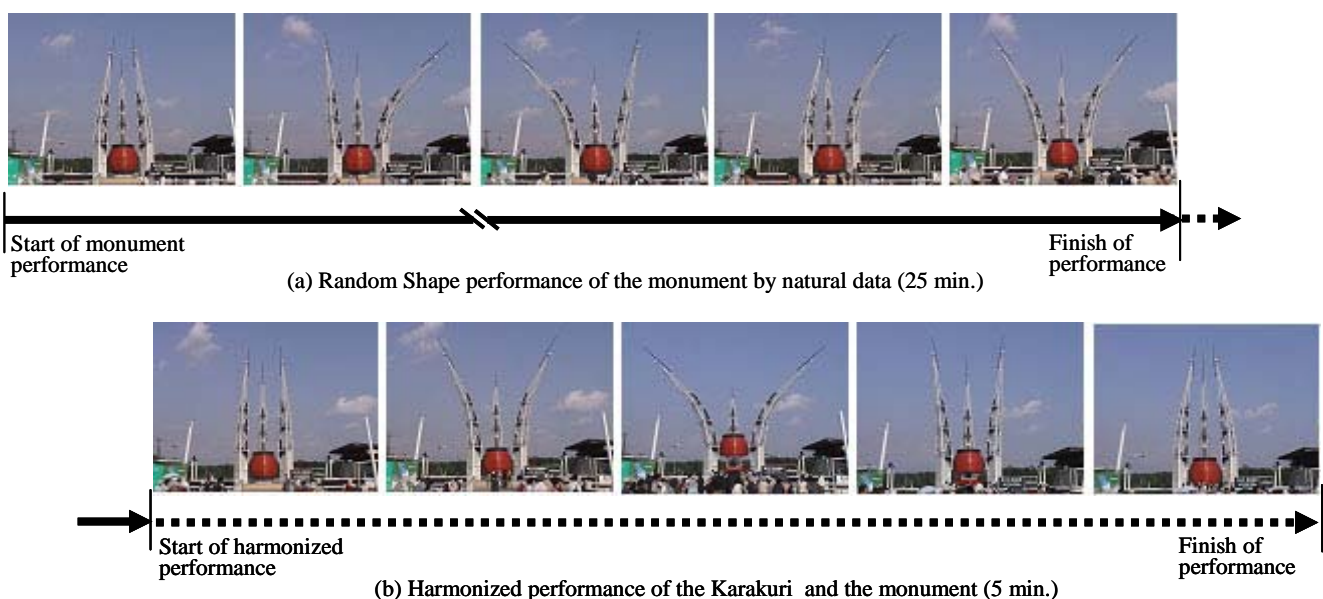 Start of monument
performance
Finish of
performance
(a) Random Shape performance of the monument by natural data (25 min.)
Start of harmonized
performance
Finish of
performance
(b) Harmonized performance of the Karakuri and the monument (5 min.)